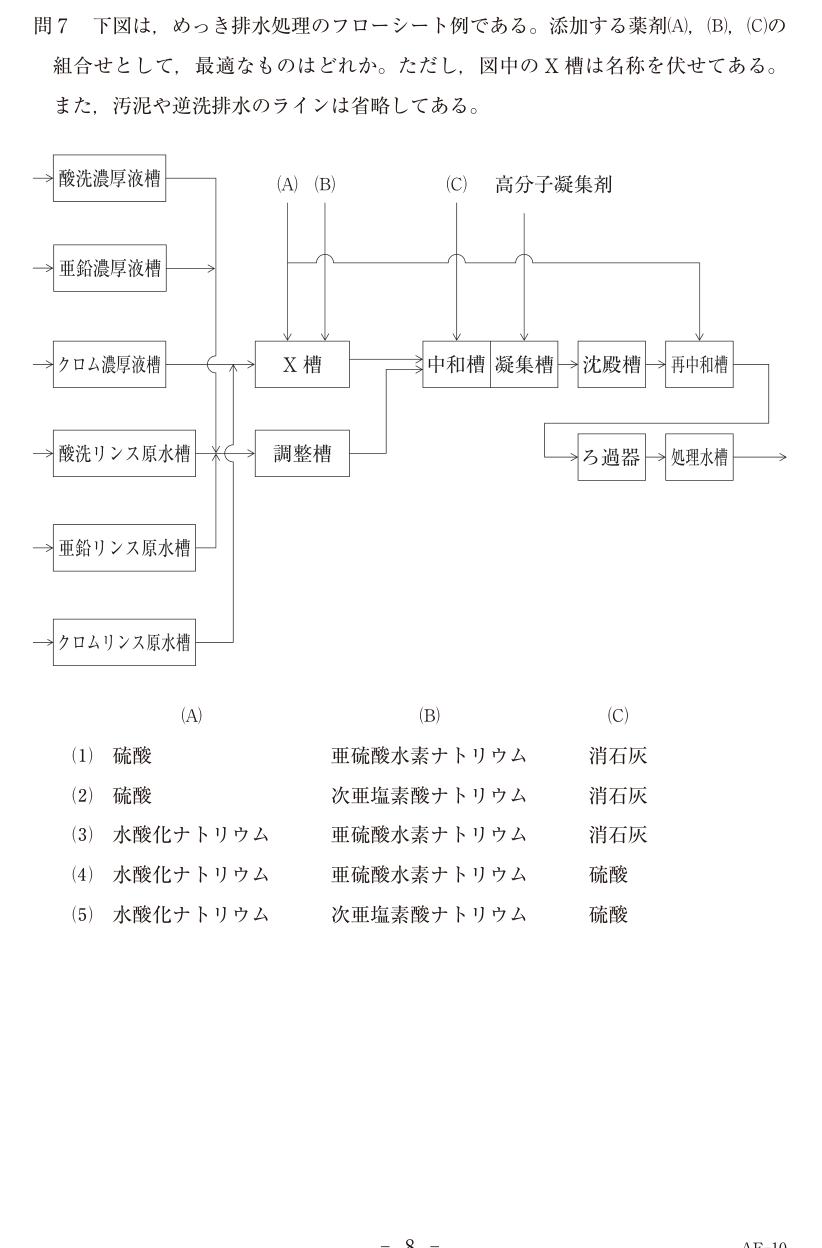 問7 下図は，めっき排水処理のフローシート例である。添加する薬剤(A)，(B)，(C)の
組合せとして，最適なものはどれか。ただし，図中の X 槽は名称を伏せてある。
また，汚泥や逆洗排水のラインは省略してある。
酸洗濃厚液槽
(A) (B) (C) 高分子凝集剤
亜鉛濃厚液槽
クロム濃厚液槽 X 槽 中和槽 凝集槽 沈殿槽 再中和槽
酸洗リンス原水槽 調整槽 ろ過器 処理水槽
亜鉛リンス原水槽
クロムリンス原水槽
(A) (B) (C)
(1) 硫酸 亜硫酸水素ナトリウム 消石灰
(2) 硫酸 次亜塩素酸ナトリウム 消石灰
(3) 水酸化ナトリウム 亜硫酸水素ナトリウム 消石灰
(4) 水酸化ナトリウム 亜硫酸水素ナトリウム 硫酸
(5) 水酸化ナトリウム 次亜塩素酸ナトリウム 硫酸
－ 8 －